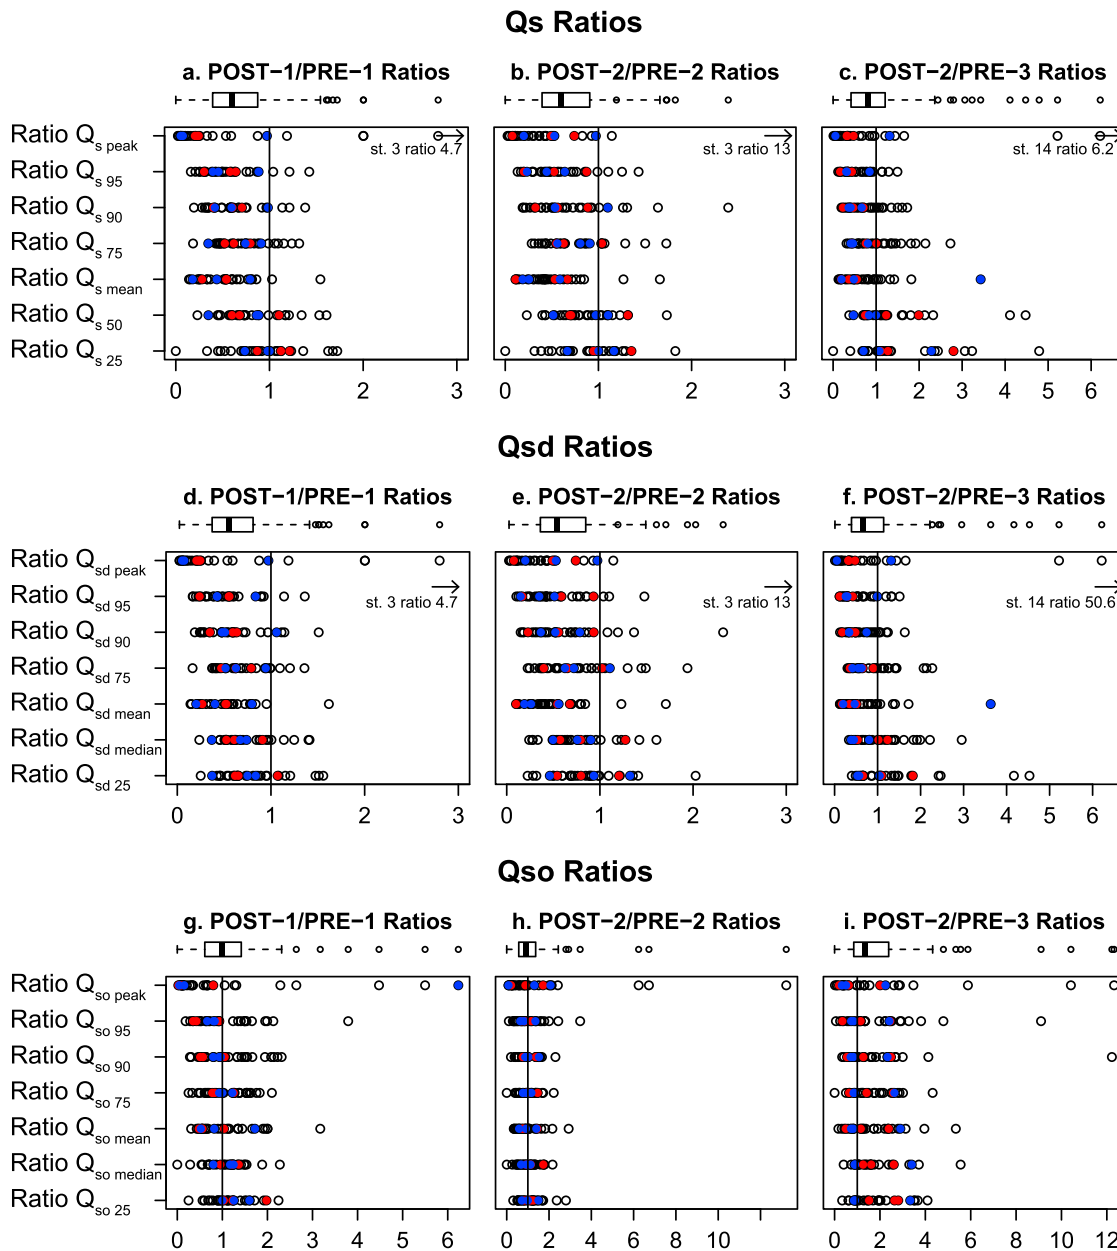 Qs Ratios
a. POST−1/PRE−1 Ratios
b. POST−2/PRE−2 Ratios
c. POST−2/PRE−3 Ratios
Ratio Qs peak
st. 3 ratio 4.7
st. 3 ratio 13
st. 14 ratio 6.2
Ratio Qs 95
Ratio Qs 90
Ratio Qs 75
Ratio Qs mean
Ratio Qs 50
Ratio Qs 25
0 1 2 3
0 1 2 3
0 1 2 3 4 5 6
Qsd Ratios
d. POST−1/PRE−1 Ratios
e. POST−2/PRE−2 Ratios
f. POST−2/PRE−3 Ratios
Ratio Qsd peak
Ratio Qsd 95
st. 3 ratio 4.7
st. 3 ratio 13
st. 14 ratio 50.6
Ratio Qsd 90
Ratio Qsd 75
Ratio Qsd mean
Ratio Qsd median
Ratio Qsd 25
0 1 2 3
0 1 2 3
0 1 2 3 4 5 6
Qso Ratios
g. POST−1/PRE−1 Ratios
h. POST−2/PRE−2 Ratios
i. POST−2/PRE−3 Ratios
Ratio Qso peak
Ratio Qso 95
Ratio Qso 90
Ratio Qso 75
Ratio Qso mean
Ratio Qso median
Ratio Qso 25
0 1 2 3 4 5 6
0 2 4 6 8 10
0 2 4 6 8 10 12